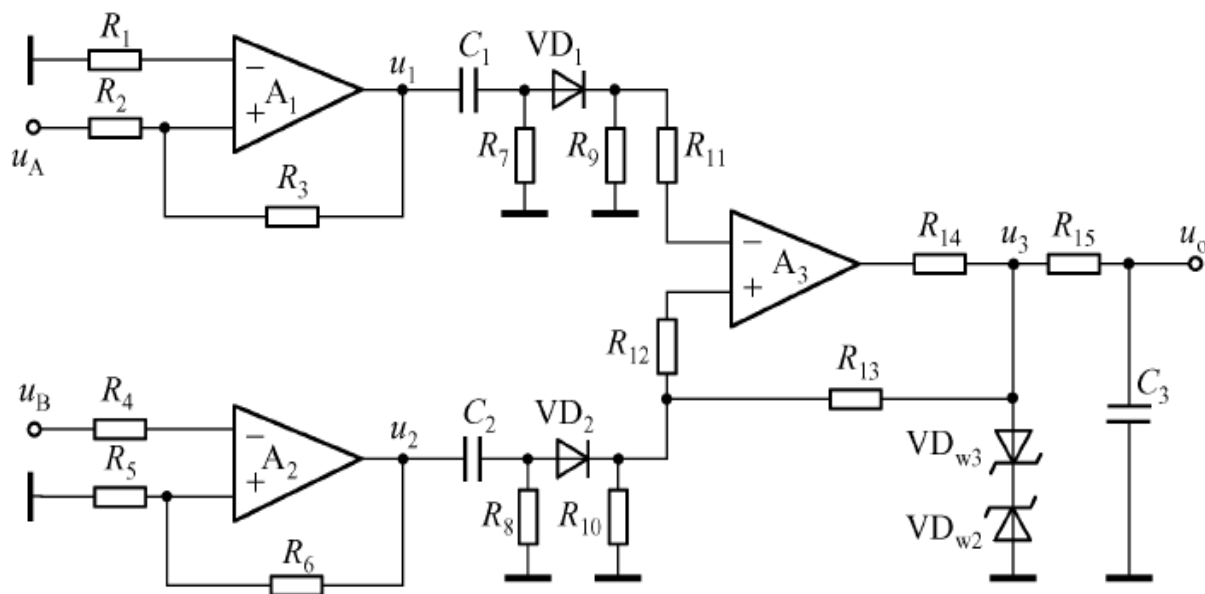 R1
R2
uA
−
+
A1
u1
R3
C1
VD1
R7
R9
R11
−
+
A3
R14
u3
R15
uo
R12
R13
C3
VDw3
VDw2
uB
R4
R5
−
+
A2
u2
R6
C2
VD2
R8
R10